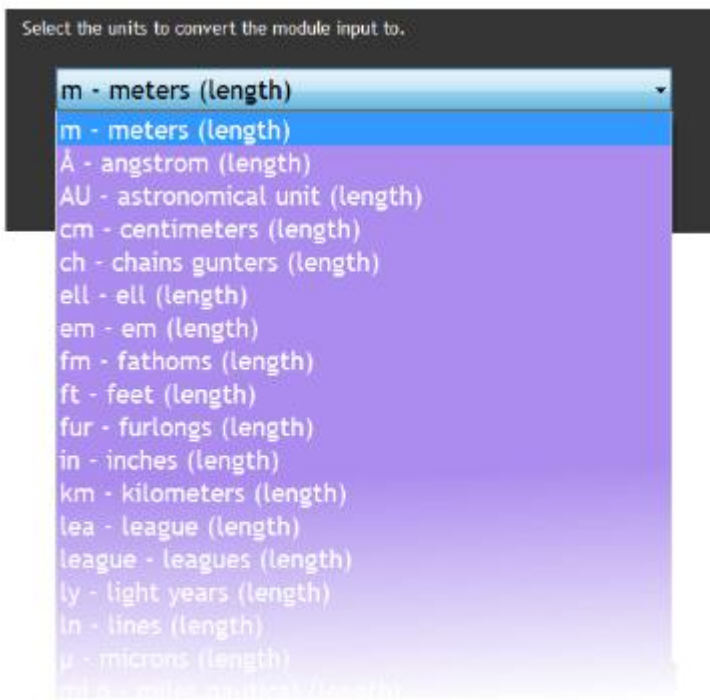 Select the units to convert the module input to.
m - meters (length)
m - meters (length)
Å - angstrom (length)
AU - astronomical unit (length)
cm - centimeters (length)
ch - chains gunters (length)
ell - ell (length)
em - em (length)
fm - fathoms (length)
ft - feet (length)
fur - furlongs (length)
in - inches (length)
km - kilometers (length)
lea - league (length)
league - leagues (length)
ly - light years (length)
ln - lines (length)
µ - microns (length)
- miles nautical (length)